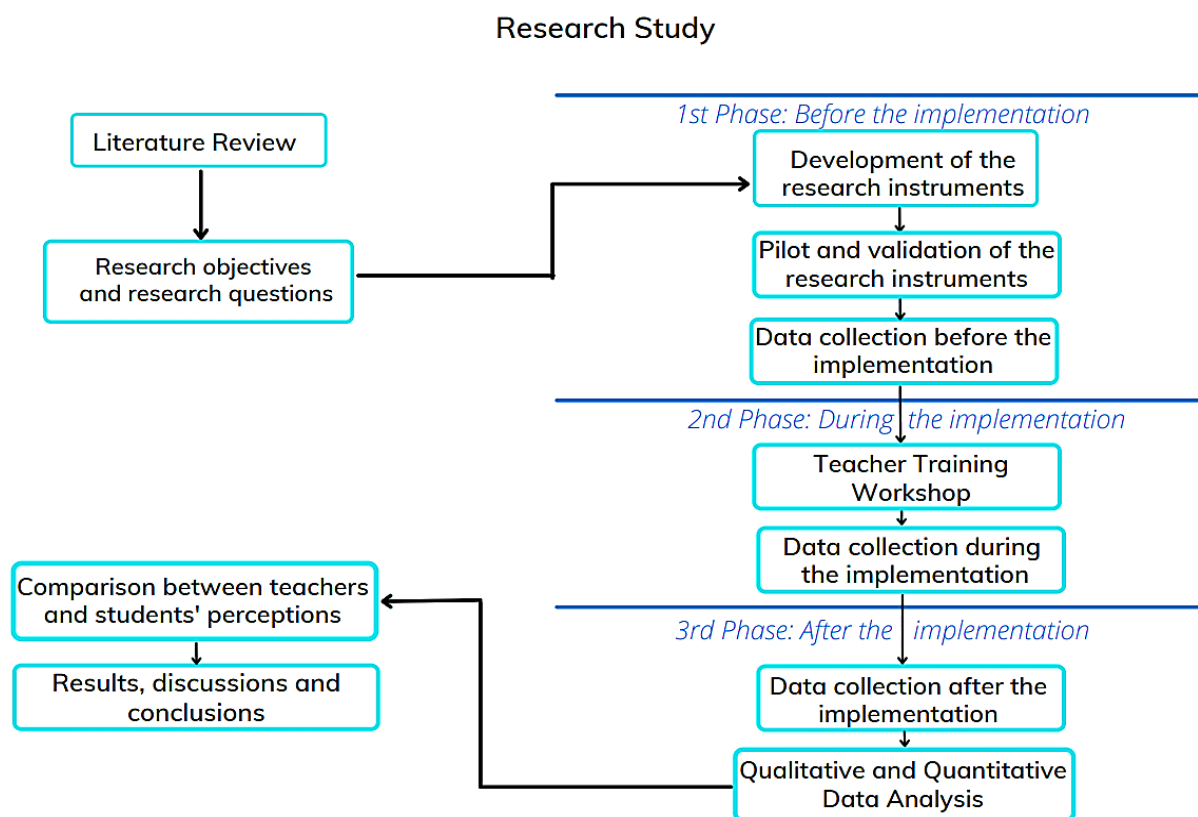 Research Study
Literature Review
Research objectives
and research questions
1st Phase: Before the implementation
Development of the
research instruments
Pilot and validation of the
research instruments
Data collection before the
implementation
2nd Phase: During the implementation
Teacher Training
Workshop
Data collection during
the implementation
3rd Phase: After the implementation
Data collection after the
implementation
Qualitative and Quantitative
Data Analysis
Comparison between teachers
and students' perceptions
Results, discussions and
conclusions